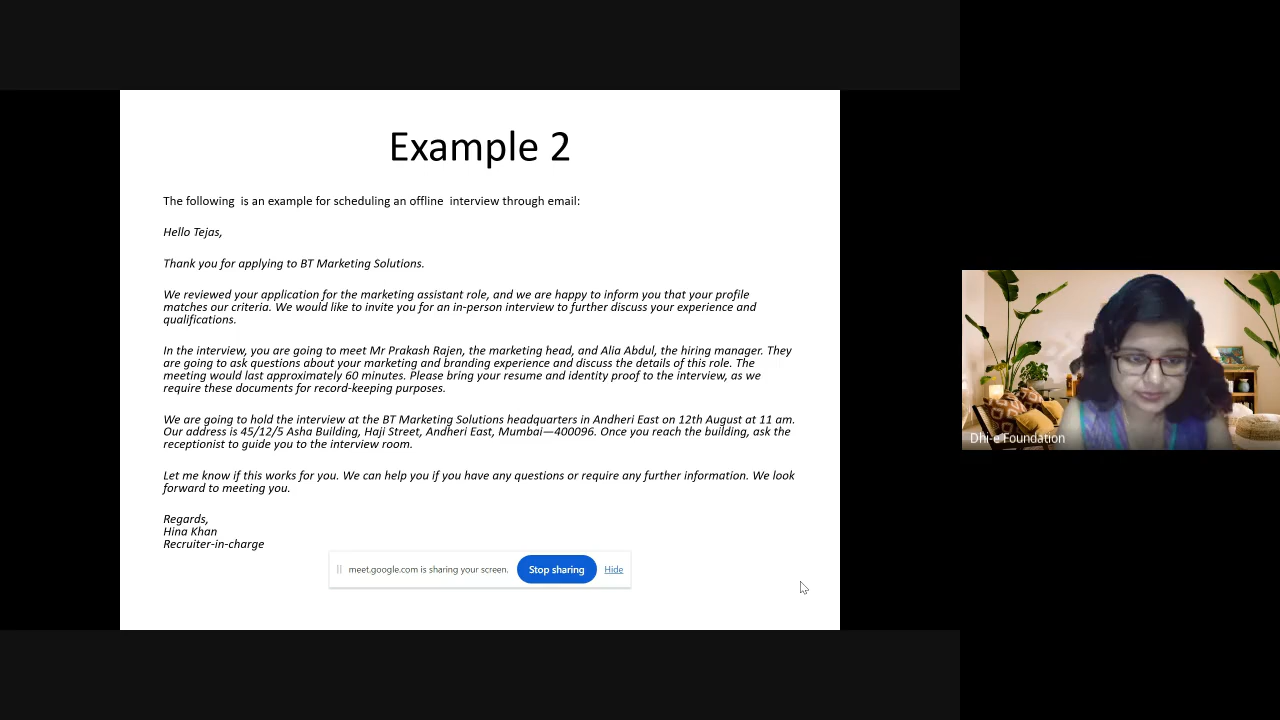 Example 2
The following  is an example for scheduling an offline  interview through email:
Hello Tejas,
Thank you for applying to BT Marketing Solutions.
We reviewed your application for the marketing assistant role, and we are happy to inform you that your profile
matches our criteria. We would like to invite you for an in-person interview to further discuss your experience and
qualifications.
In the interview, you are going to meet Mr Prakash Rajen, the marketing head, and Alia Abdul, the hiring manager. They
are going to ask questions about your marketing and branding experience and discuss the details of this role. The
meeting would last approximately 60 minutes. Please bring your resume and identity proof to the interview, as we
require these documents for record-keeping purposes.
We are going to hold the interview at the BT Marketing Solutions headquarters in Andheri East on 12th August at 11 am.
Our address is 45/12/5 Asha Building, Haji Street, Andheri East, Mumbai—400096. Once you reach the building, ask the
receptionist to guide you to the interview room.
Let me know if this works for you. We can help you if you have any questions or require any further information. We look
forward to meeting you.
Regards,
Hina Khan
Recruiter-in-charge
meet.google.com is sharing your screen. Stop sharing Hide
Dhi-e Foundation